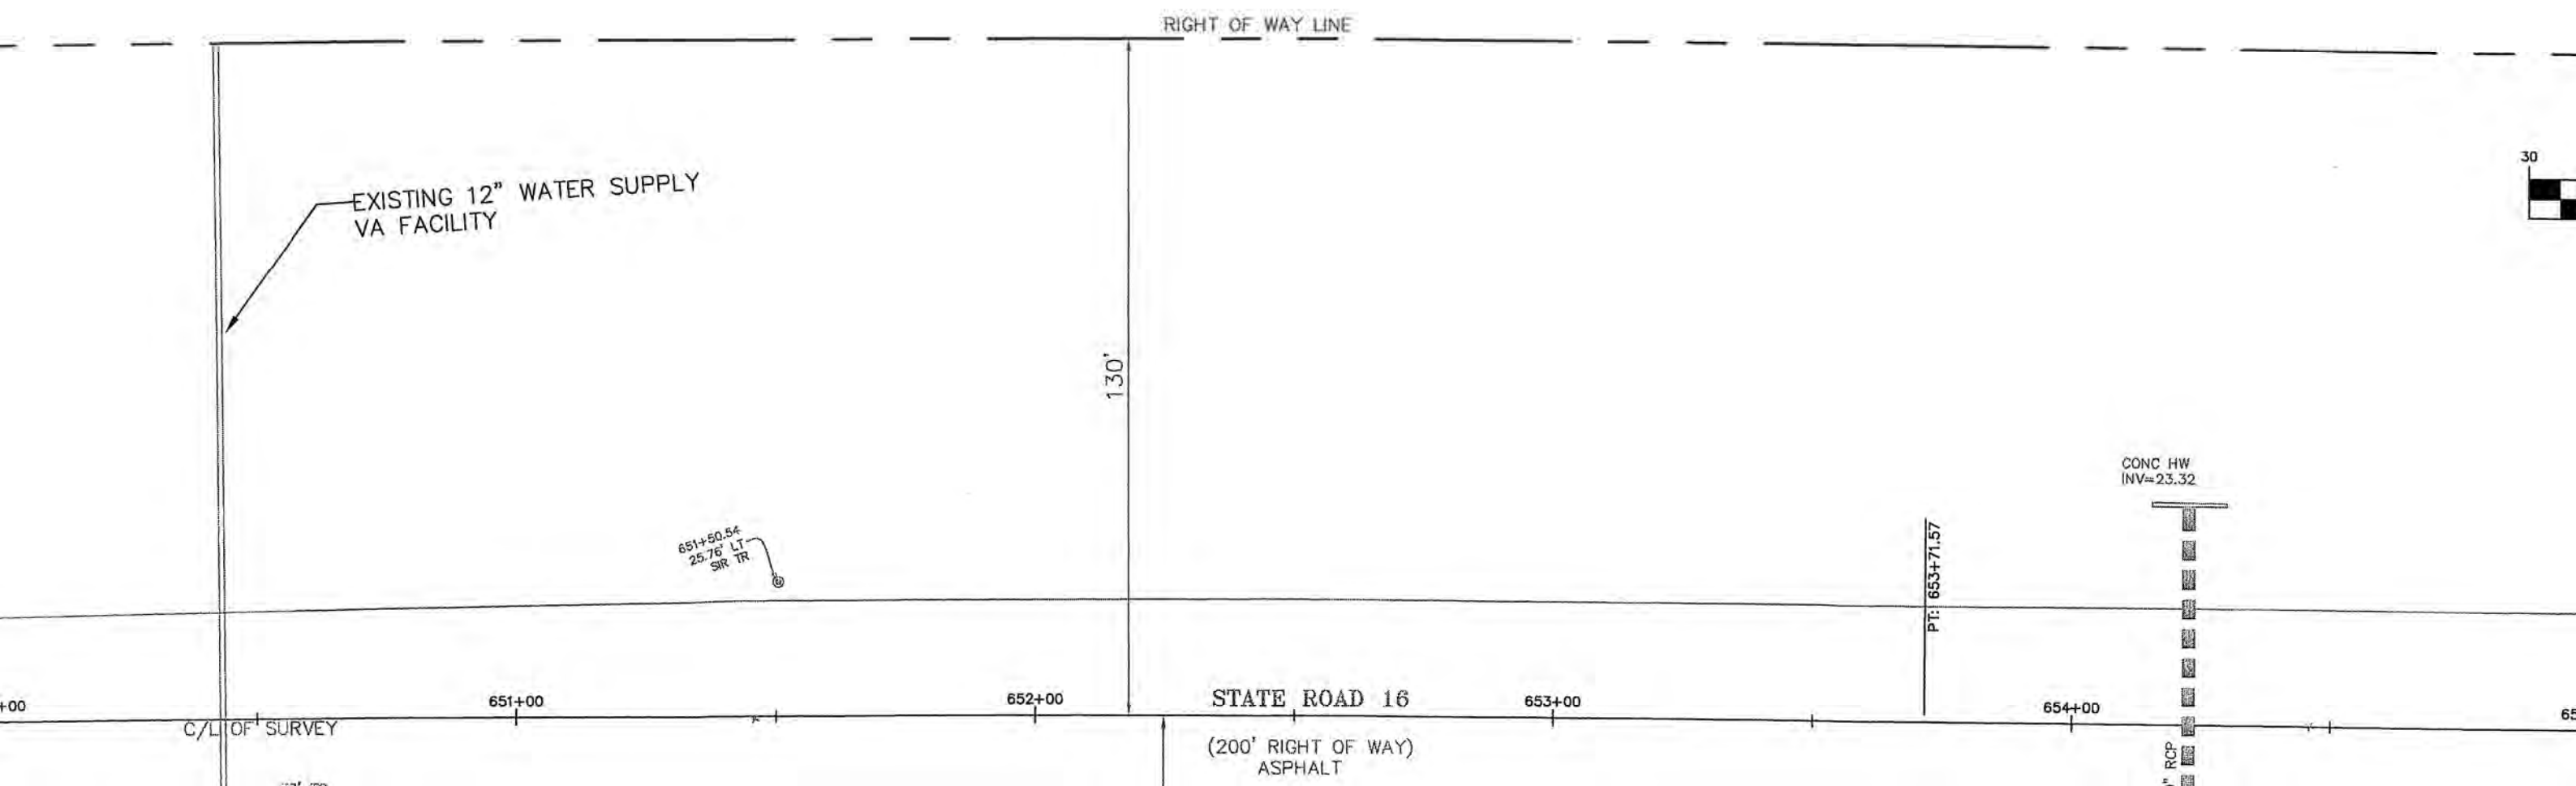 RIGHT OF WAY LINE
30
EXISTING 12" WATER SUPPLY
VA FACILITY
130'
CONC HW
INV=23.32
651+50.54
25.76' LT
SIR TR
PT: 653+71.57
+00
651+00
652+00
STATE ROAD 16
653+00
654+00
65
C/L OF SURVEY
(200' RIGHT OF WAY)
ASPHALT
" RCP